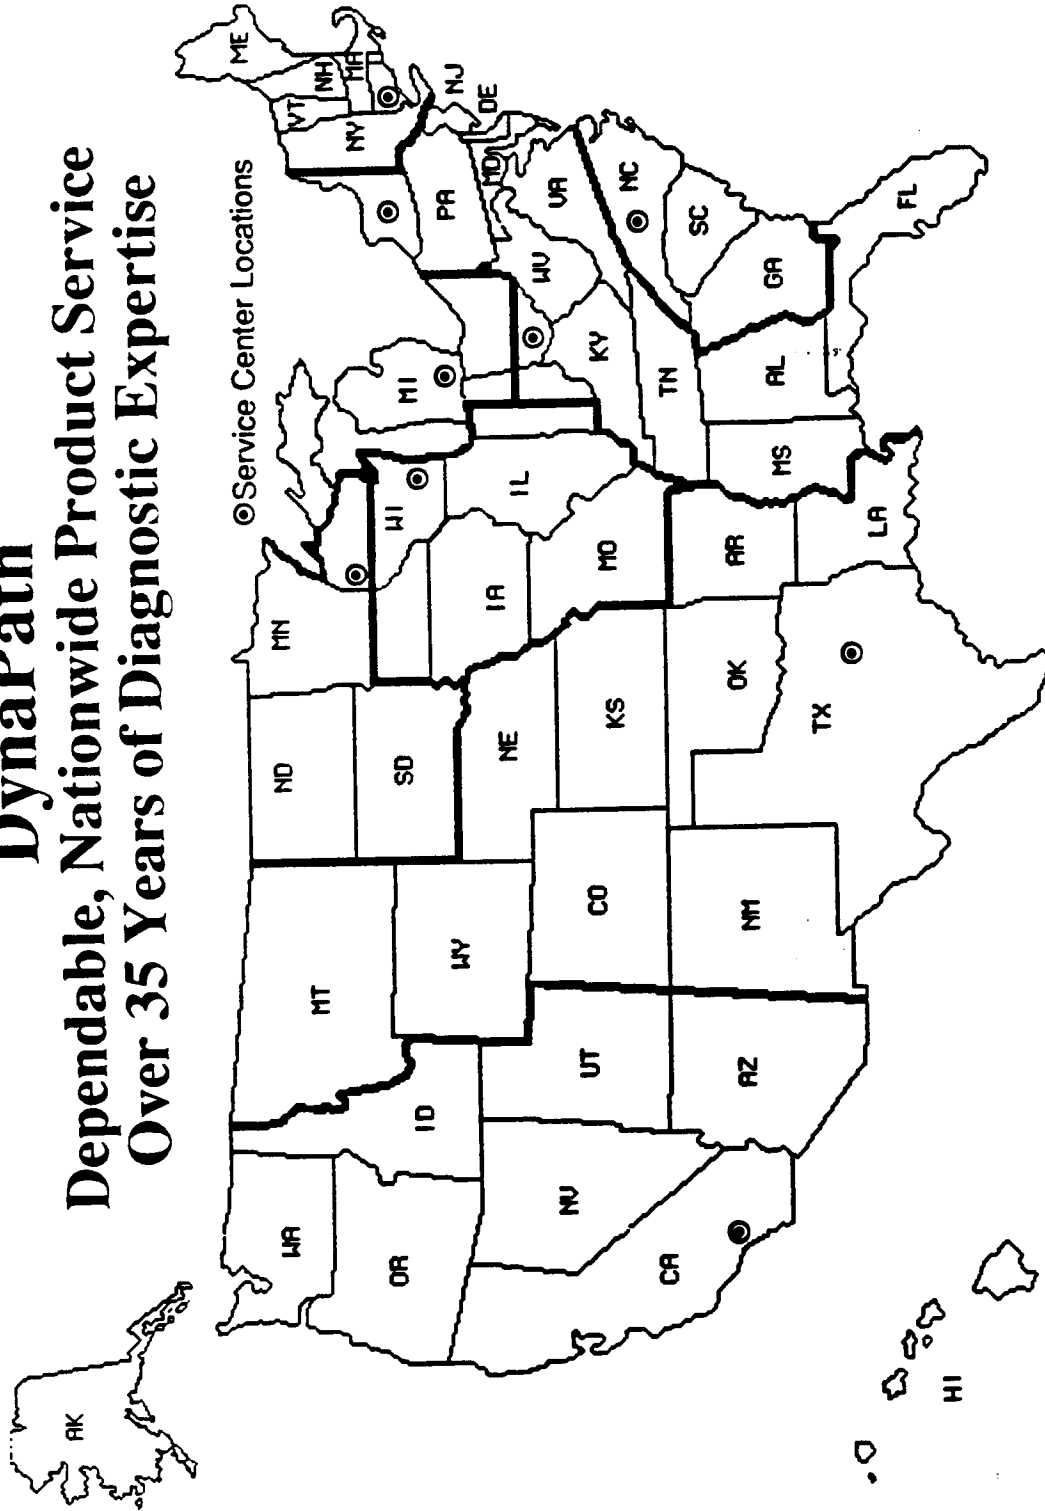 DynaPath
Dependable, Nationwide Product Service
Over 35 Years of Diagnostic Expertise
Service Center Locations
AK
HI
WA
OR
CA
NV
ID
UT
AZ
MT
WY
CO
NM
ND
SD
NE
KS
OK
TX
MN
IA
MO
AR
LA
WI
IL
MS
MI
KY
TN
AL
WV
VA
NC
SC
GA
FL
PA
MD
DE
NJ
NY
VT
NH
MA
ME